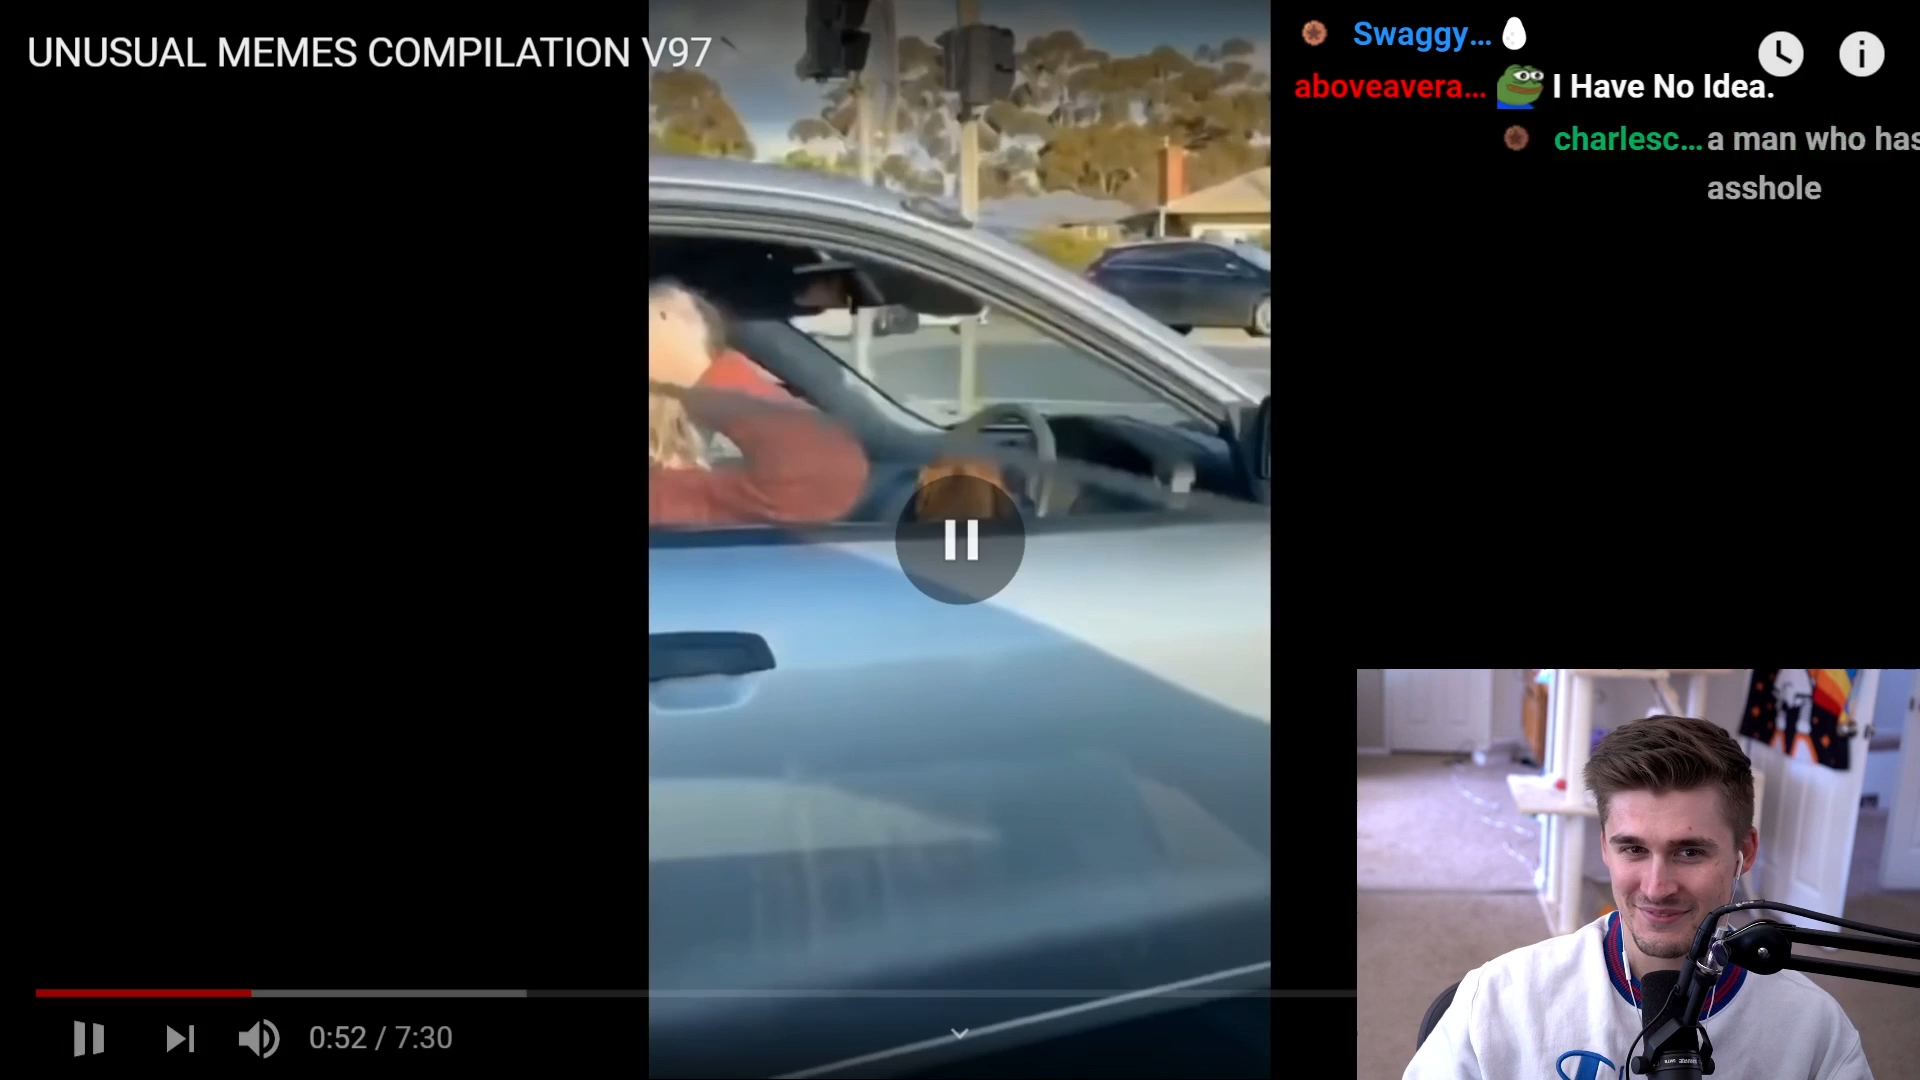 UNUSUAL MEMES COMPILATION V97
Swaggy...
aboveavera... I Have No Idea.
charlesc... a man who has
asshole
0:52 / 7:30